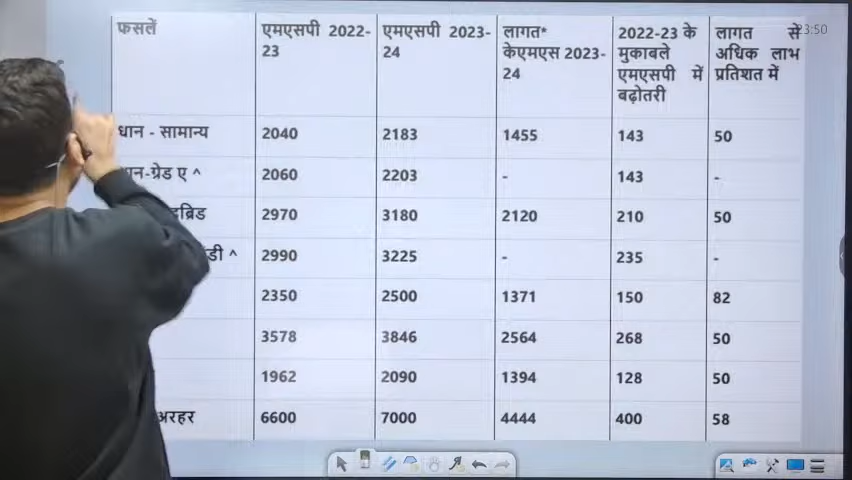 फसलें
एमएसपी 2022-
23
एमएसपी 2023-
24
लागत*
केएमएस 2023-
24
2022-23 के
मुकाबले
एमएसपी में
बढ़ोतरी
लागत से
अधिक लाभ
प्रतिशत में
23:50
धान - सामान्य 2040 2183 1455 143 50
-ग्रेड ए ^ 2060 2203 - 143 -
2970 3180 2120 210 50
^ 2990 3225 - 235 -
2350 2500 1371 150 82
3578 3846 2564 268 50
1962 2090 1394 128 50
अरहर 6600 7000 4444 400 58